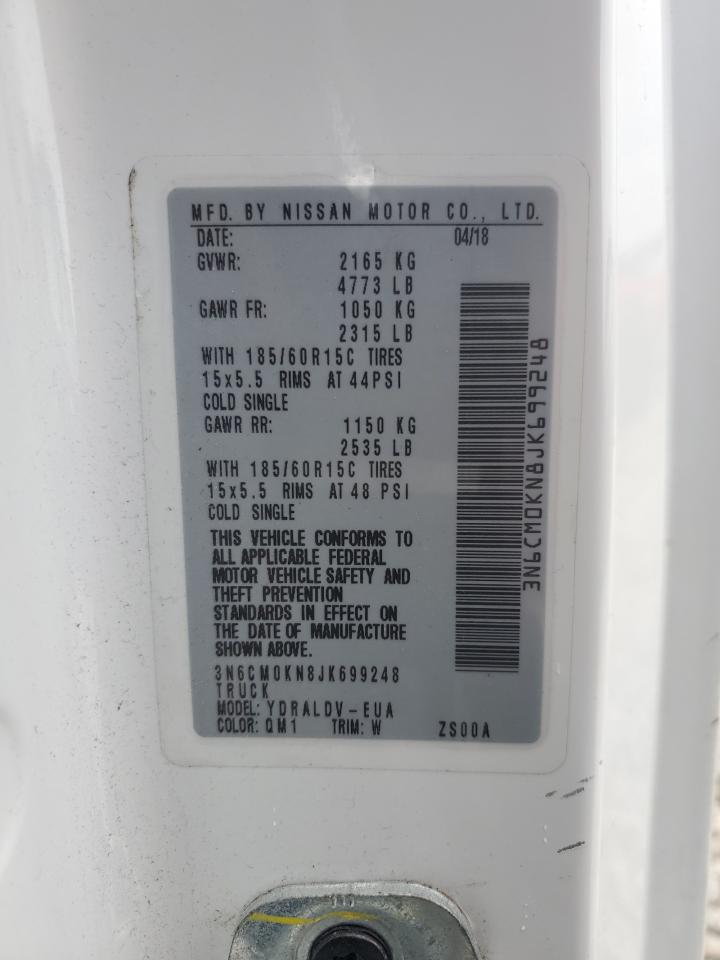 MFD. BY NISSAN MOTOR CO., LTD.
DATE: 04/18
GVWR: 2165 KG
4773 LB
GAWR FR: 1050 KG
2315 LB
WITH 185/60R15C TIRES
15x5.5 RIMS AT 44PSI
COLD SINGLE
GAWR RR: 1150 KG
2535 LB
WITH 185/60R15C TIRES
15x5.5 RIMS AT 48 PSI
COLD SINGLE
THIS VEHICLE CONFORMS TO
ALL APPLICABLE FEDERAL
MOTOR VEHICLE SAFETY AND
THEFT PREVENTION
STANDARDS IN EFFECT ON
THE DATE OF MANUFACTURE
SHOWN ABOVE.
3N6CM0KN8JK699248
TRUCK
MODEL: YDRALDV-EUA
COLOR: QM1 TRIM: W ZS00A
3N6CM0KN8JK699248